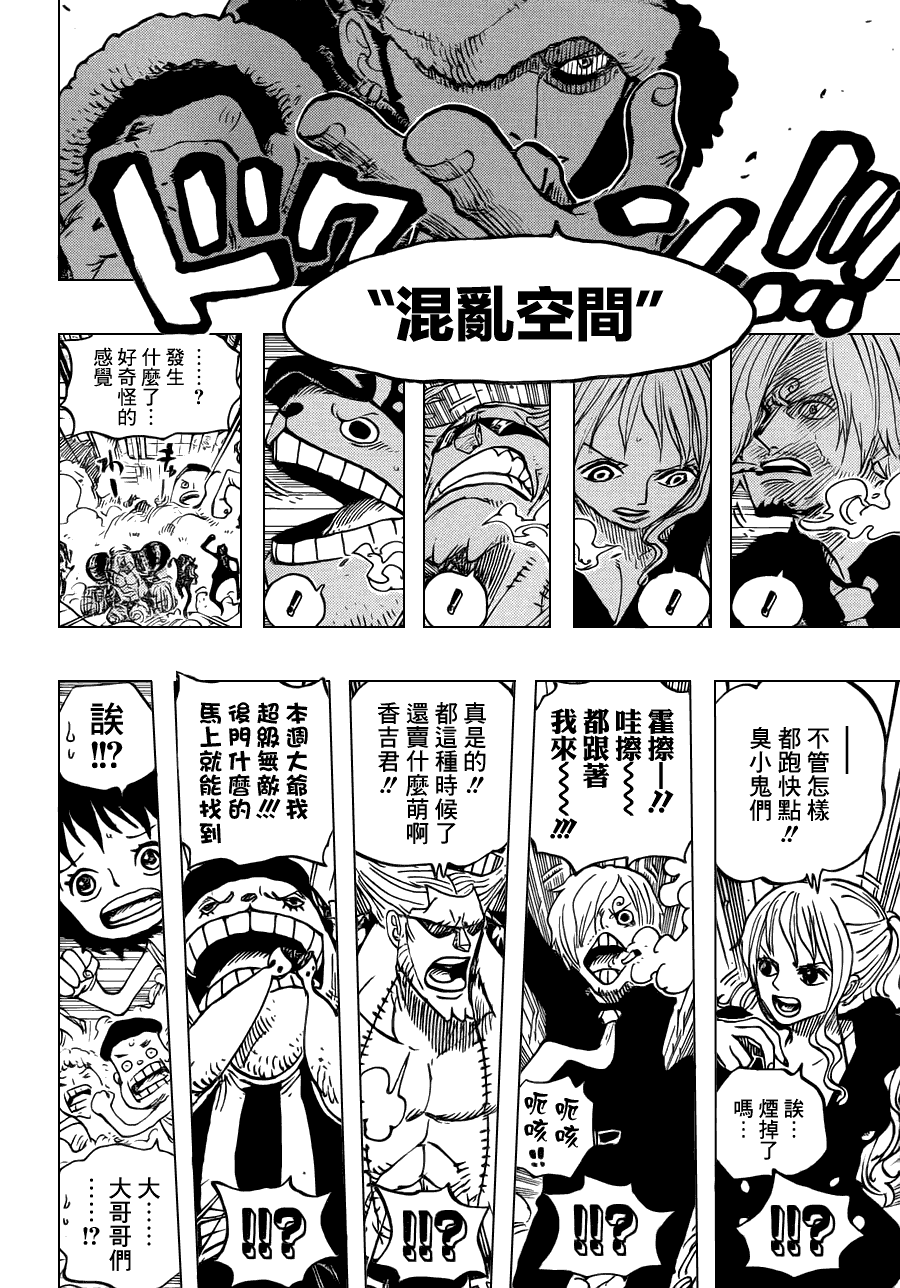 ドクン!!!
“混亂空間”
……?
發生
什麼了…
好奇怪的
感覺
わ
ま
!
!
!
!
——
不管怎樣
都跑快點!!
臭小鬼們
誒…
煙掉了
嗎…
霍擦—!!
哇擦~~
都跟著
我來~~~!!!
呃咳
呃咳!!
!!?
!!?
真是的!!
都這種時候了
還賣什麼萌啊
香吉君!!
!!?
本週大爺我
超級無敵!!!
後門什麼的
馬上就能找到
!!?
誒
!!?
大……
大哥哥們
……!?